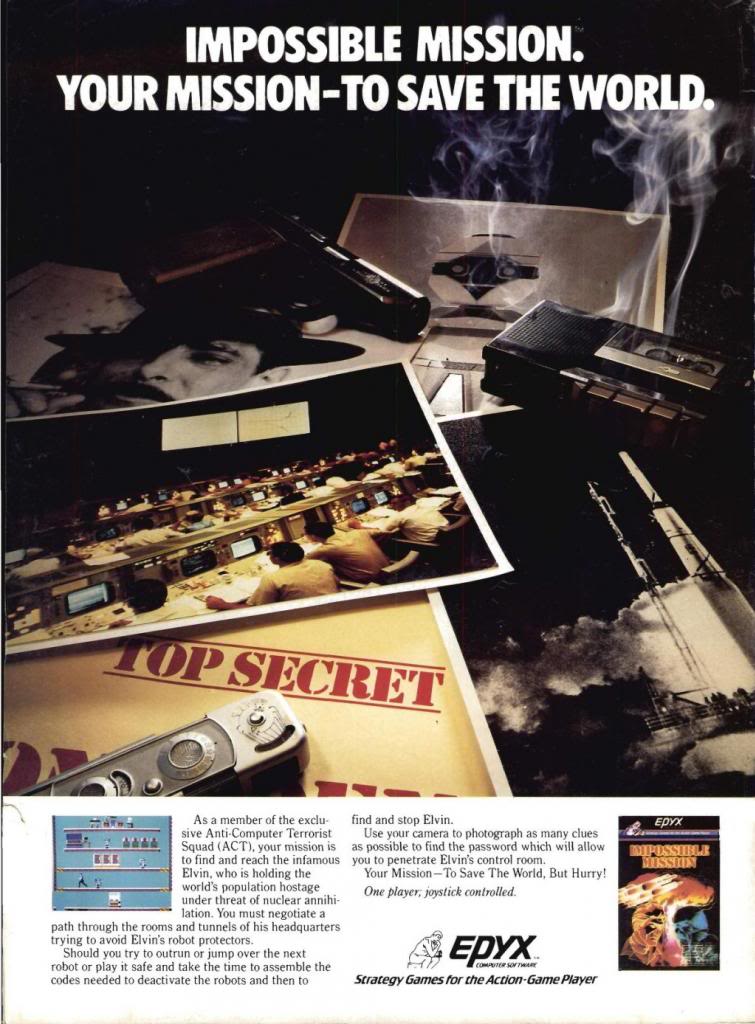 IMPOSSIBLE MISSION.
YOUR MISSION-TO SAVE THE WORLD.
TOP SECRET
As a member of the exclu-
sive Anti-Computer Terrorist
Squad (ACT), your mission is
to find and reach the infamous
Elvin, who is holding the
world's population hostage
under threat of nuclear annihi-
lation. You must negotiate a
path through the rooms and tunnels of his headquarters
trying to avoid Elvin's robot protectors.
Should you try to outrun or jump over the next
robot or play it safe and take the time to assemble the
codes needed to deactivate the robots and then to
find and stop Elvin.
Use your camera to photograph as many clues
as possible to find the password which will allow
you to penetrate Elvin's control room.
Your Mission—To Save The World, But Hurry!
One player; joystick controlled.
EPYX
COMPUTER SOFTWARE
Strategy Games for the Action-Game Player
EPYX
IMPOSSIBLE
MISSION